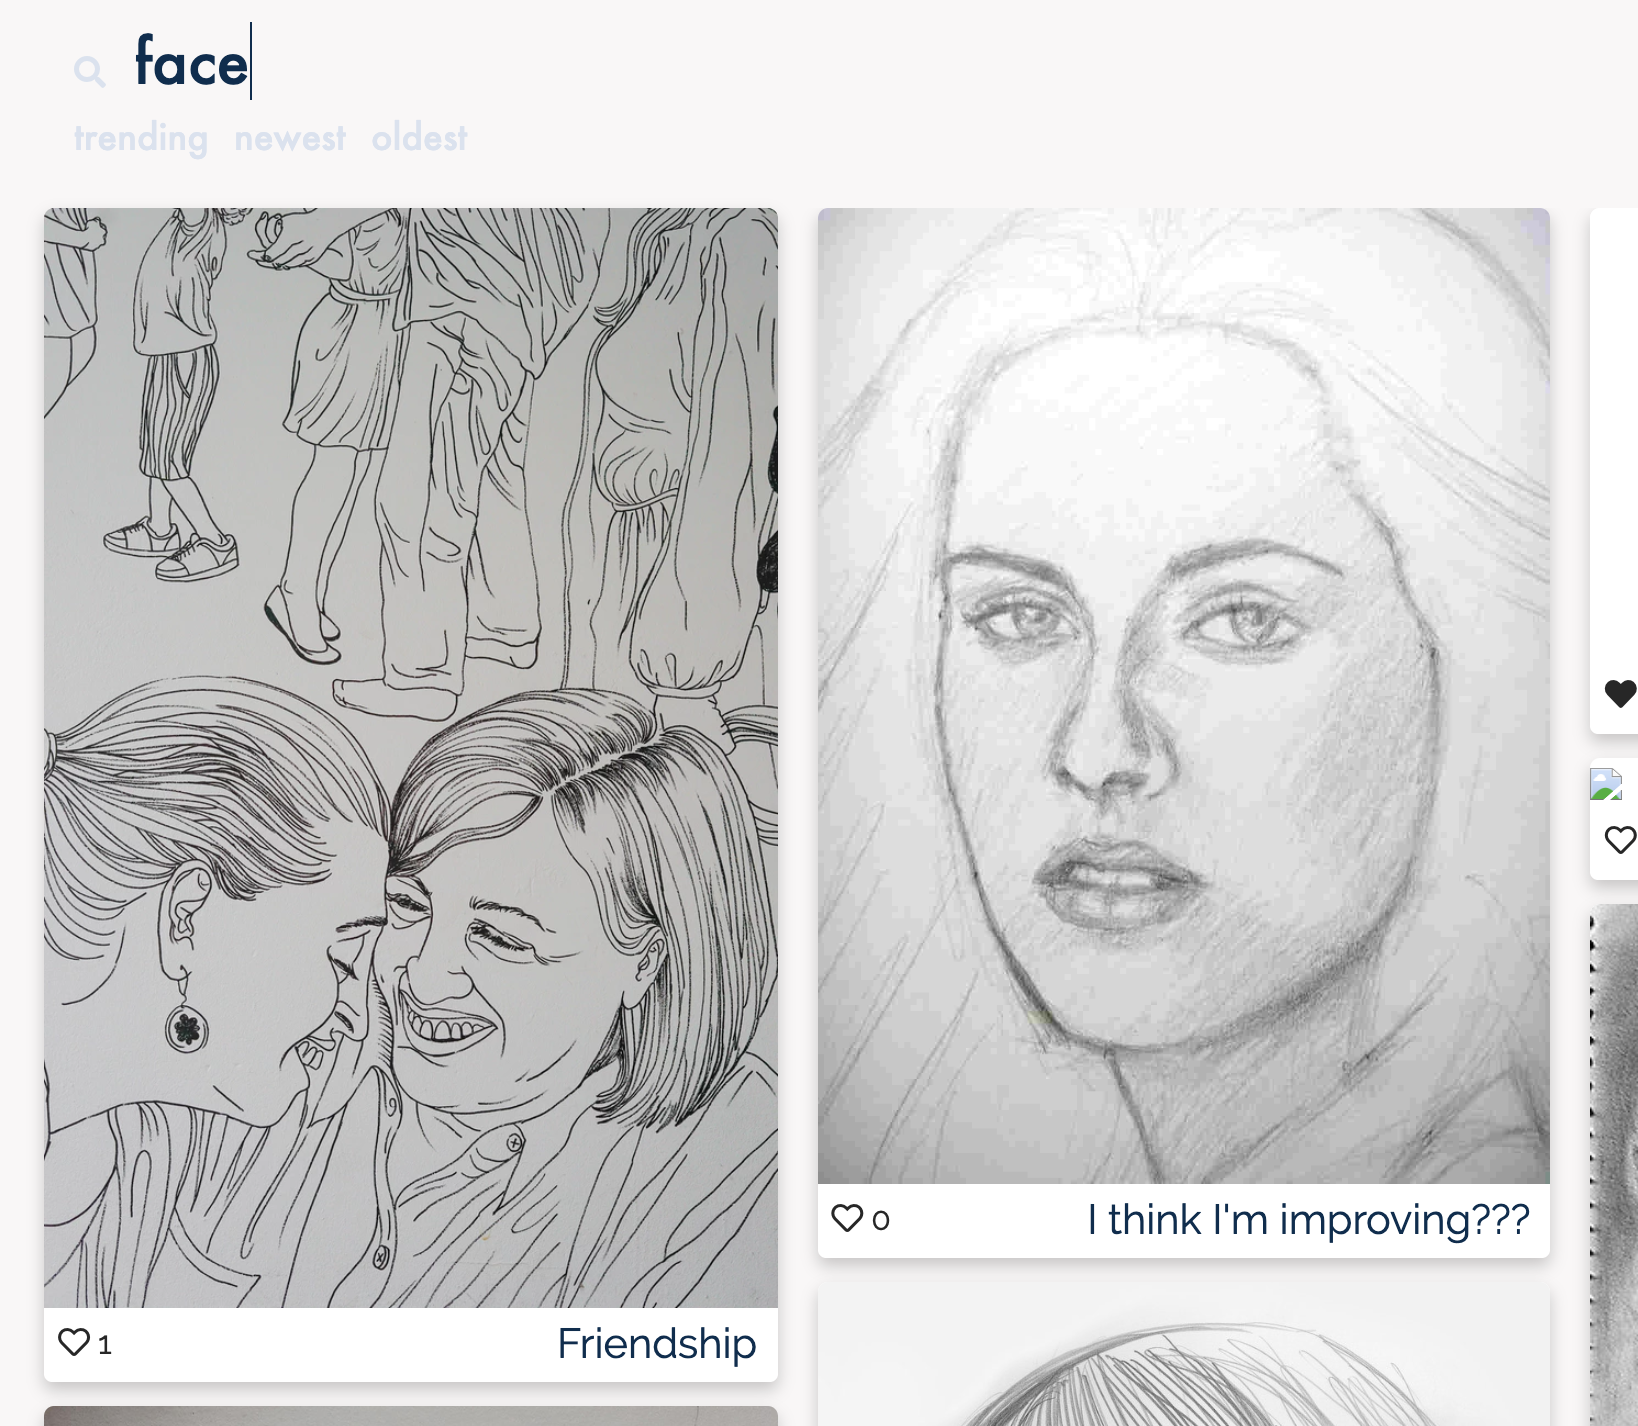 face
trending newest oldest
1 Friendship
0 I think I'm improving???